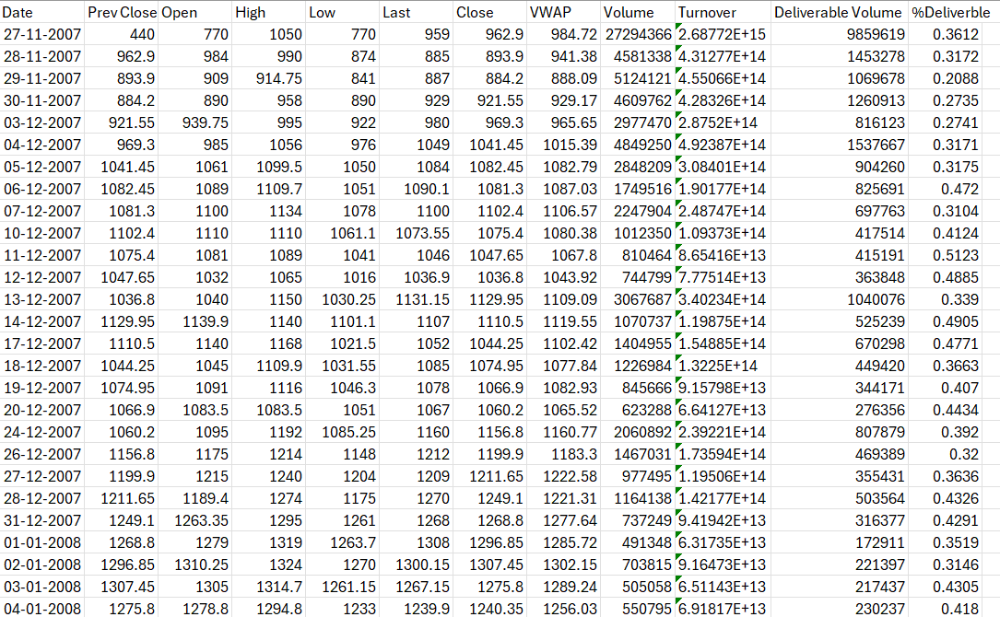 Date Prev Close Open High Low Last Close VWAP Volume Turnover Deliverable Volume %Deliverble
27-11-2007 440 770 1050 770 959 962.9 984.72 27294366 2.68772E+15 9859619 0.3612
28-11-2007 962.9 984 990 874 885 893.9 941.38 4581338 4.31277E+14 1453278 0.3172
29-11-2007 893.9 909 914.75 841 887 884.2 888.09 5124121 4.55066E+14 1069678 0.2088
30-11-2007 884.2 890 958 890 929 921.55 929.17 4609762 4.28326E+14 1260913 0.2735
03-12-2007 921.55 939.75 995 922 980 969.3 965.65 2977470 2.8752E+14 816123 0.2741
04-12-2007 969.3 985 1056 976 1049 1041.45 1015.39 4849250 4.92387E+14 1537667 0.3171
05-12-2007 1041.45 1061 1099.5 1050 1084 1082.45 1082.79 2848209 3.08401E+14 904260 0.3175
06-12-2007 1082.45 1089 1109.7 1051 1090.1 1081.3 1087.03 1749516 1.90177E+14 825691 0.472
07-12-2007 1081.3 1100 1134 1078 1100 1102.4 1106.57 2247904 2.48747E+14 697763 0.3104
10-12-2007 1102.4 1110 1110 1061.1 1073.55 1075.4 1080.38 1012350 1.09373E+14 417514 0.4124
11-12-2007 1075.4 1081 1089 1041 1046 1047.65 1067.8 810464 8.65416E+13 415191 0.5123
12-12-2007 1047.65 1032 1065 1016 1036.9 1036.8 1043.92 744799 7.77514E+13 363848 0.4885
13-12-2007 1036.8 1040 1150 1030.25 1131.15 1129.95 1109.09 3067687 3.40234E+14 1040076 0.339
14-12-2007 1129.95 1139.9 1140 1101.1 1107 1110.5 1119.55 1070737 1.19875E+14 525239 0.4905
17-12-2007 1110.5 1140 1168 1021.5 1052 1044.25 1102.42 1404955 1.54885E+14 670298 0.4771
18-12-2007 1044.25 1045 1109.9 1031.55 1085 1074.95 1077.84 1226984 1.3225E+14 449420 0.3663
19-12-2007 1074.95 1091 1116 1046.3 1078 1066.9 1082.93 845666 9.15798E+13 344171 0.407
20-12-2007 1066.9 1083.5 1083.5 1051 1067 1060.2 1065.52 623288 6.64127E+13 276356 0.4434
24-12-2007 1060.2 1095 1192 1085.25 1160 1156.8 1160.77 2060892 2.39221E+14 807879 0.392
26-12-2007 1156.8 1175 1214 1148 1212 1199.9 1183.3 1467031 1.73594E+14 469389 0.32
27-12-2007 1199.9 1215 1240 1204 1209 1211.65 1222.58 977495 1.19506E+14 355431 0.3636
28-12-2007 1211.65 1189.4 1274 1175 1270 1249.1 1221.31 1164138 1.42177E+14 503564 0.4326
31-12-2007 1249.1 1263.35 1295 1261 1268 1268.8 1277.64 737249 9.41942E+13 316377 0.4291
01-01-2008 1268.8 1279 1319 1263.7 1308 1296.85 1285.72 491348 6.31735E+13 172911 0.3519
02-01-2008 1296.85 1310.25 1324 1270 1300.15 1307.45 1302.15 703815 9.16473E+13 221397 0.3146
03-01-2008 1307.45 1305 1314.7 1261.15 1267.15 1275.8 1289.24 505058 6.51143E+13 217437 0.4305
04-01-2008 1275.8 1278.8 1294.8 1233 1239.9 1240.35 1256.03 550795 6.91817E+13 230237 0.418